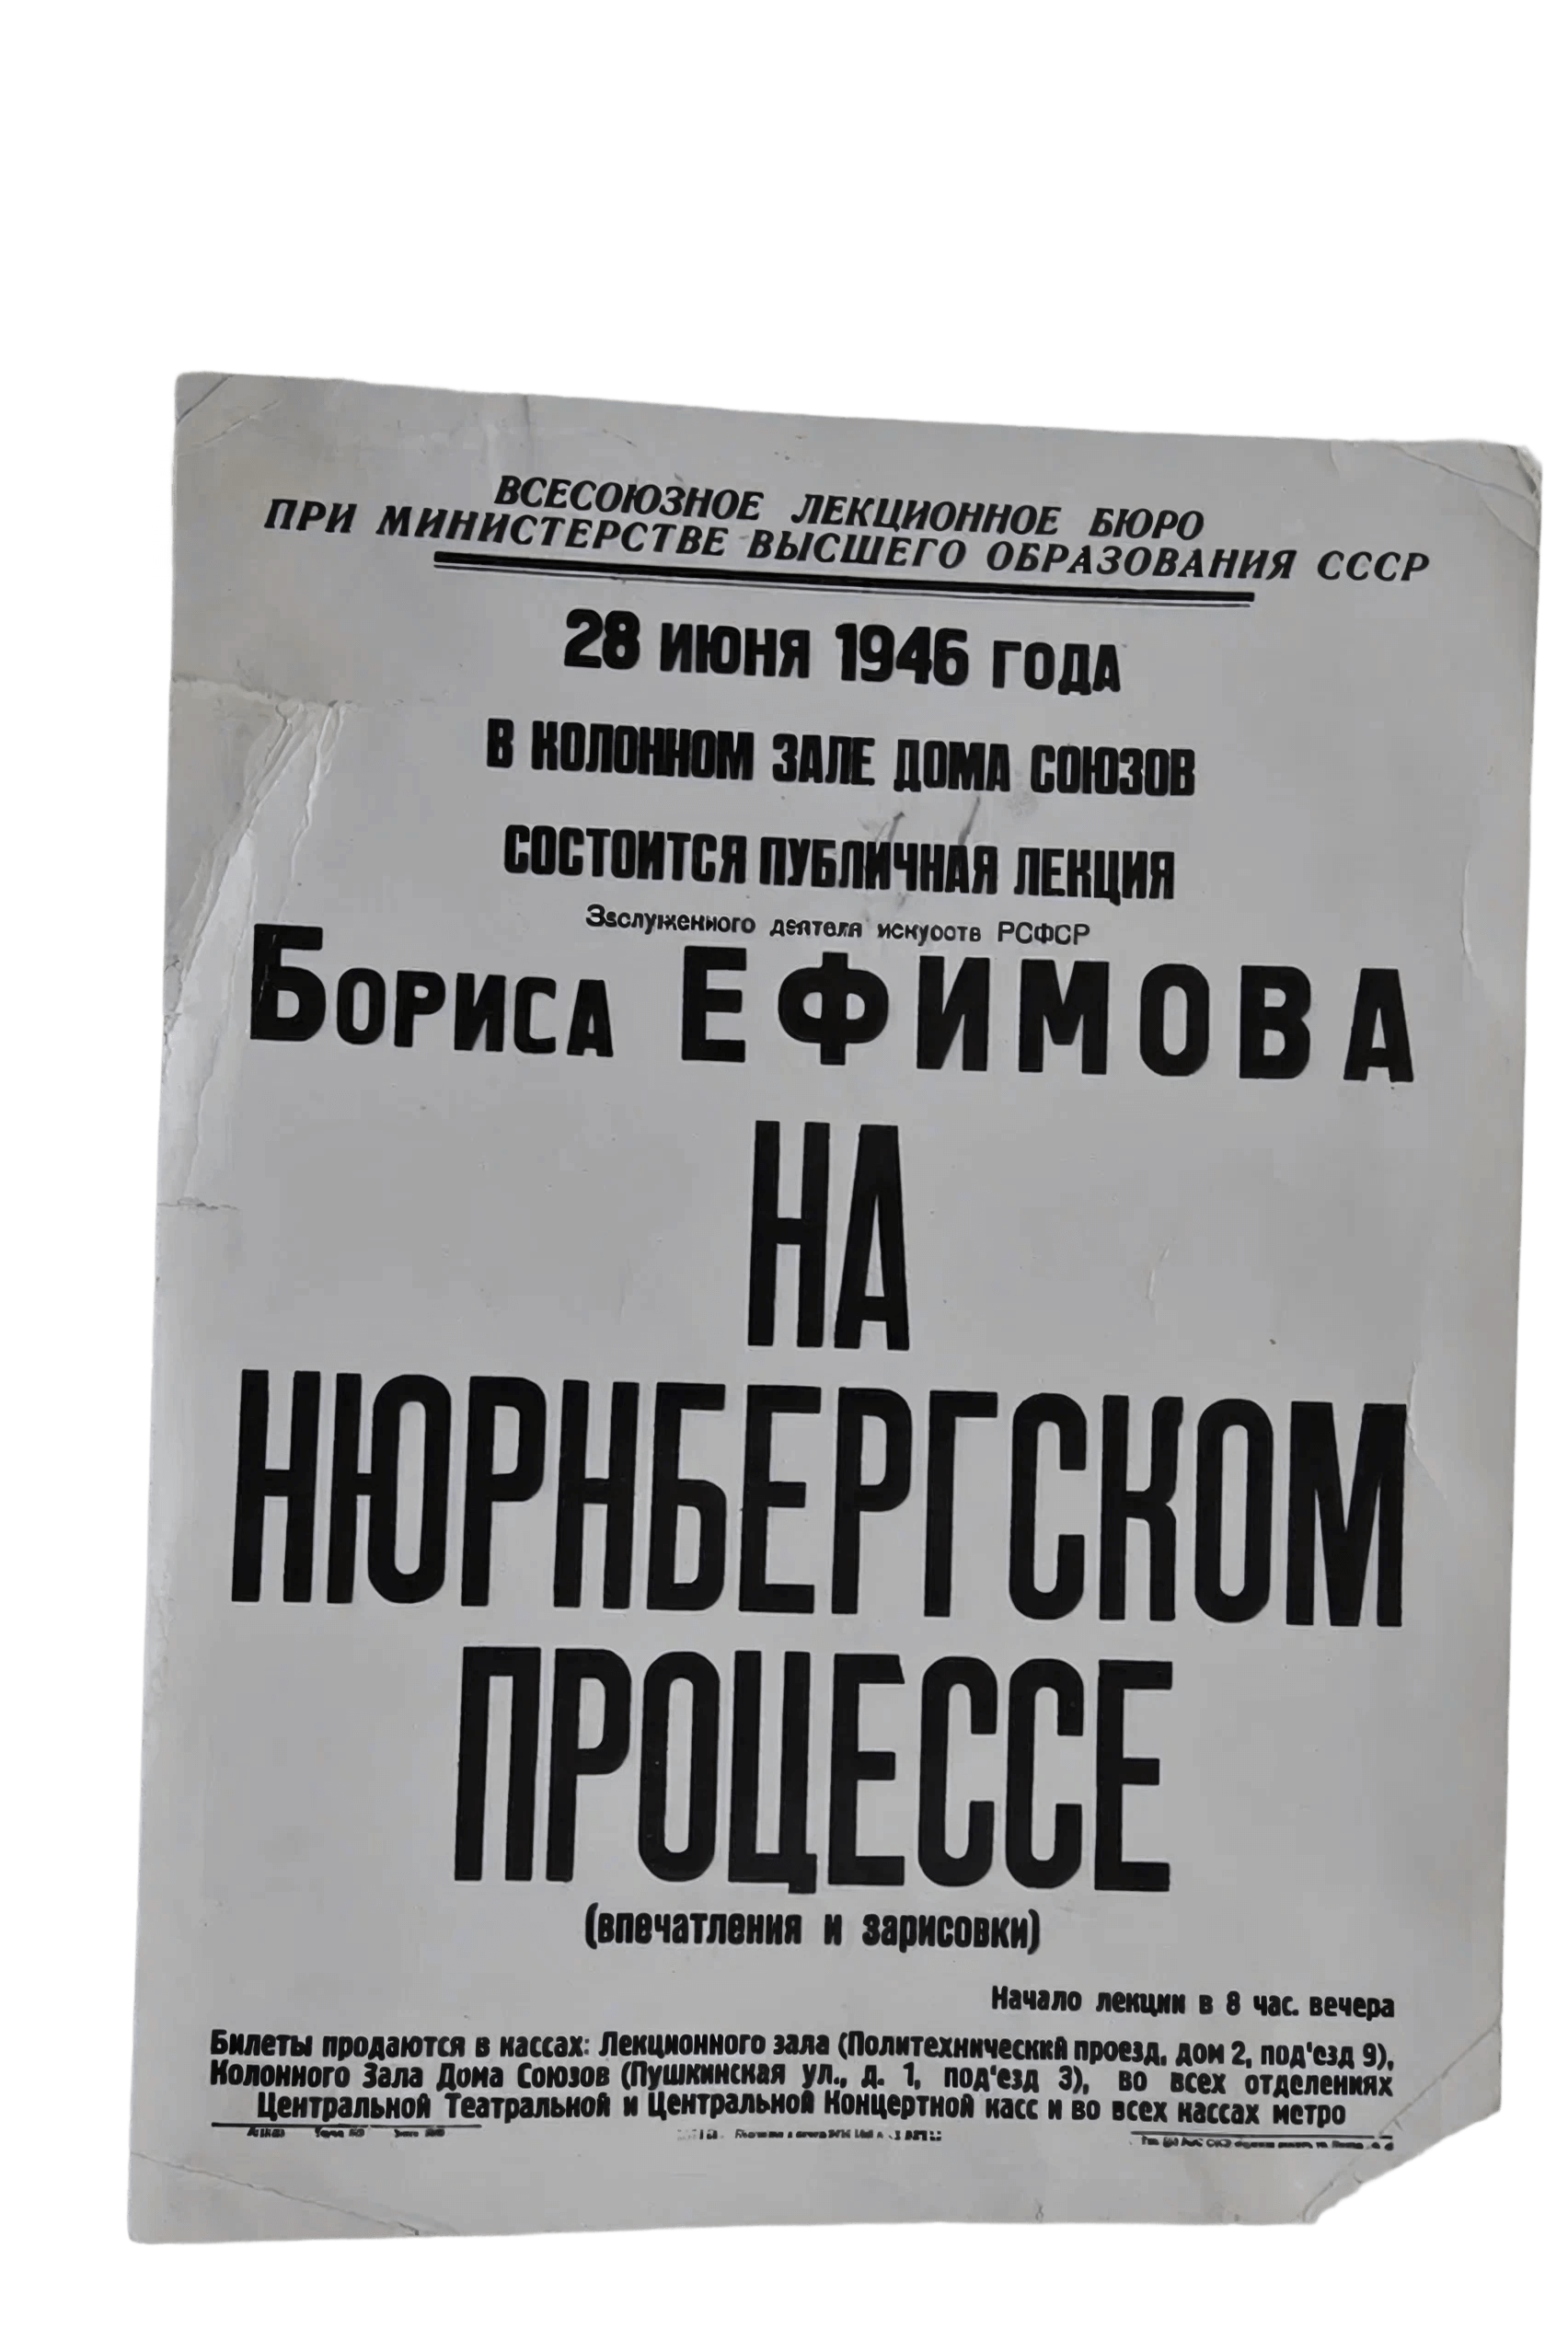 ВСЕСОЮЗНОЕ ЛЕКЦИОННОЕ БЮРО
ПРИ МИНИСТЕРСТВЕ ВЫСШЕГО ОБРАЗОВАНИЯ СССР
28 ИЮНЯ 1946 ГОДА
В КОЛОННОМ ЗАЛЕ ДОМА СОЮЗОВ
СОСТОИТСЯ ПУБЛИЧНАЯ ЛЕКЦИЯ
Заслуженного деятеля искусств РСФСР
БОРИСА ЕФИМОВА
НА
НЮРНБЕРГСКОМ
ПРОЦЕССЕ
(впечатления и зарисовки)
Начало лекции в 8 час. вечера
Билеты продаются в кассах: Лекционного зала (Политехнический проезд, дом 2, под'езд 9),
Колонного Зала Дома Союзов (Пушкинская ул., д. 1, под'езд 3), во всех отделениях
Центральной Театральной и Центральной Концертной касс и во всех кассах метро